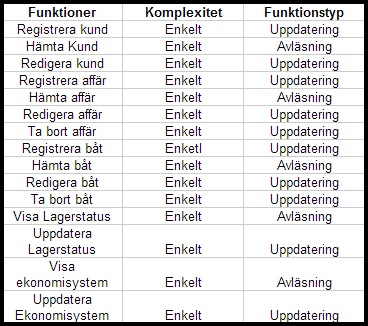 Funktioner Komplexitet Funktionstyp
Registrera kund Enkelt Uppdatering
Hämta Kund Enkelt Avläsning
Redigera kund Enkelt Uppdatering
Registrera affär Enkelt Uppdatering
Hämta affär Enkelt Avläsning
Redigera affär Enkelt Uppdatering
Ta bort affär Enkelt Uppdatering
Registrera båt Enketl Uppdatering
Hämta båt Enkelt Avläsning
Redigera båt Enkelt Uppdatering
Ta bort båt Enkelt Uppdatering
Visa Lagerstatus Enkelt Avläsning
Uppdatera
Lagerstatus Enkelt Uppdatering
Visa
ekonomisystem Enkelt Avläsning
Uppdatera
Ekonomisystem Enkelt Uppdatering